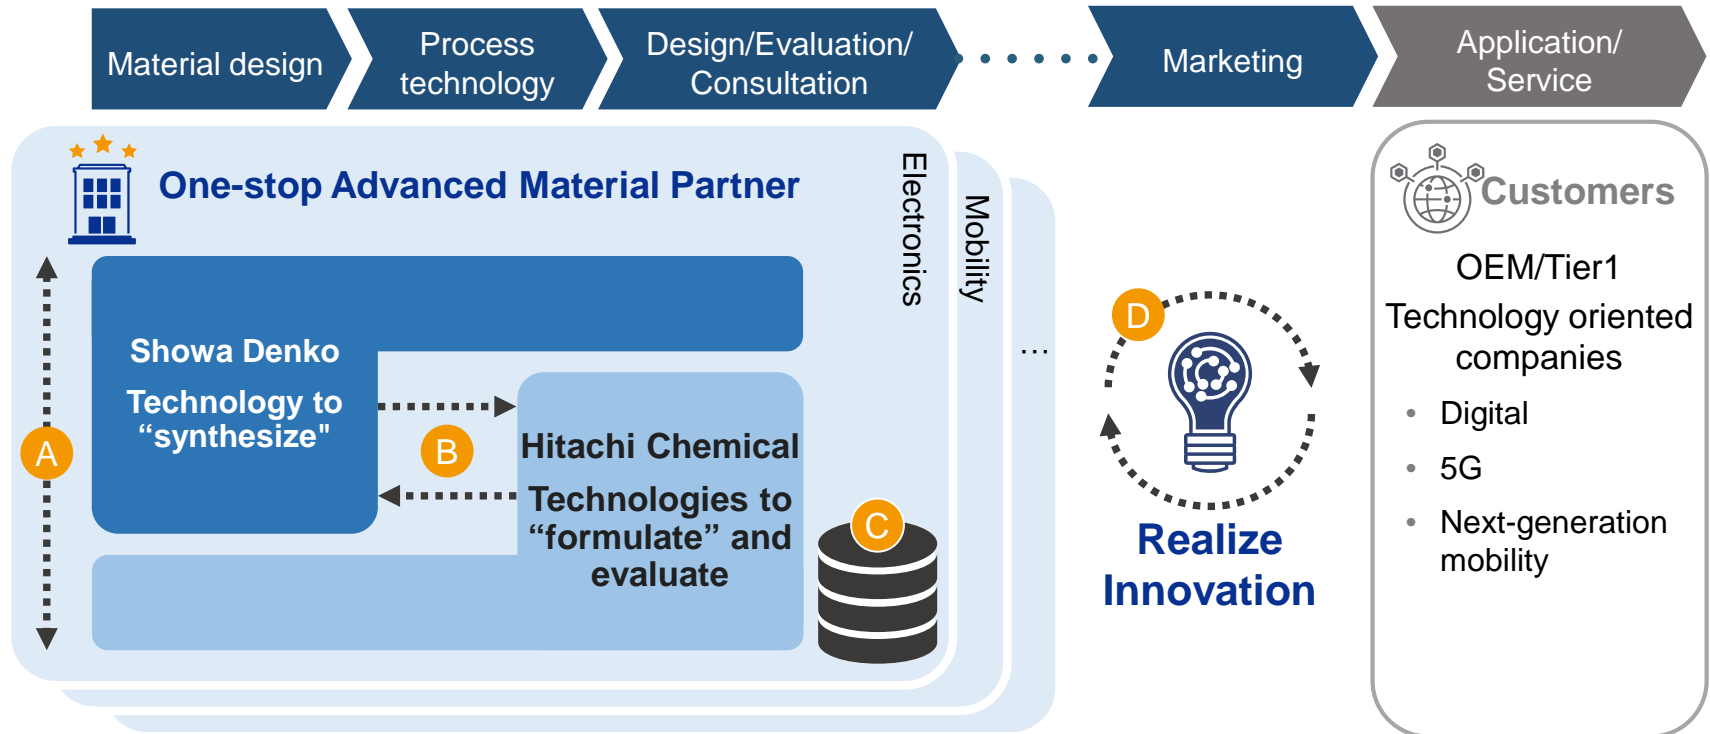 Material design
Process
technology
Design/Evaluation/
Consultation
Marketing
Application/
Service
One-stop Advanced Material Partner
Electronics
Mobility
...
Showa Denko
Technology to
“synthesize"
A
B
Hitachi Chemical
Technologies to
“formulate” and
evaluate
C
D
Realize
Innovation
Customers
OEM/Tier1
Technology oriented
companies
• Digital
• 5G
• Next-generation
mobility